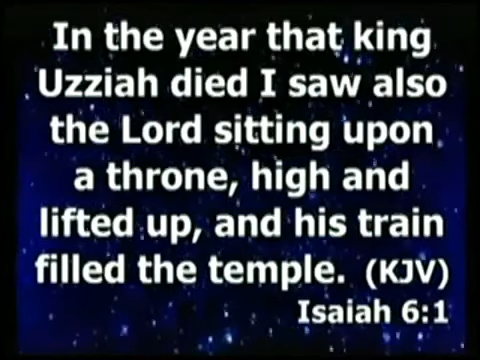 In the year that king
Uzziah died I saw also
the Lord sitting upon
a throne, high and
lifted up, and his train
filled the temple. (KJV)
Isaiah 6:1